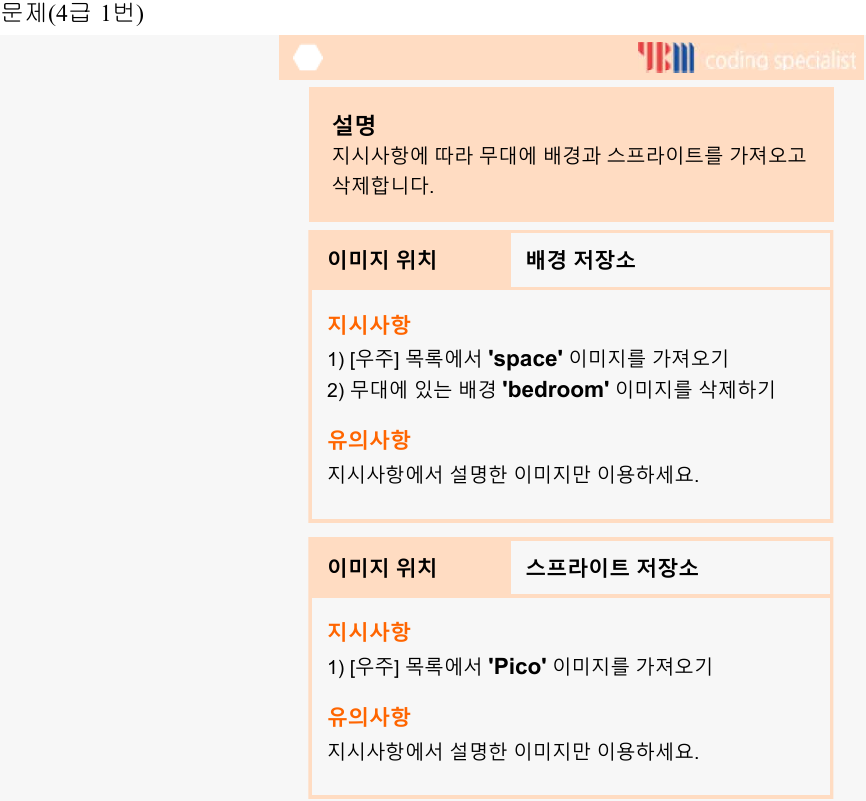 문제(4급 1번)
YBM coding specialist
설명
지시사항에 따라 무대에 배경과 스프라이트를 가져오고
삭제합니다.
이미지 위치 배경 저장소
지시사항
1) [우주] 목록에서 'space' 이미지를 가져오기
2) 무대에 있는 배경 'bedroom' 이미지를 삭제하기
유의사항
지시사항에서 설명한 이미지만 이용하세요.
이미지 위치 스프라이트 저장소
지시사항
1) [우주] 목록에서 'Pico' 이미지를 가져오기
유의사항
지시사항에서 설명한 이미지만 이용하세요.